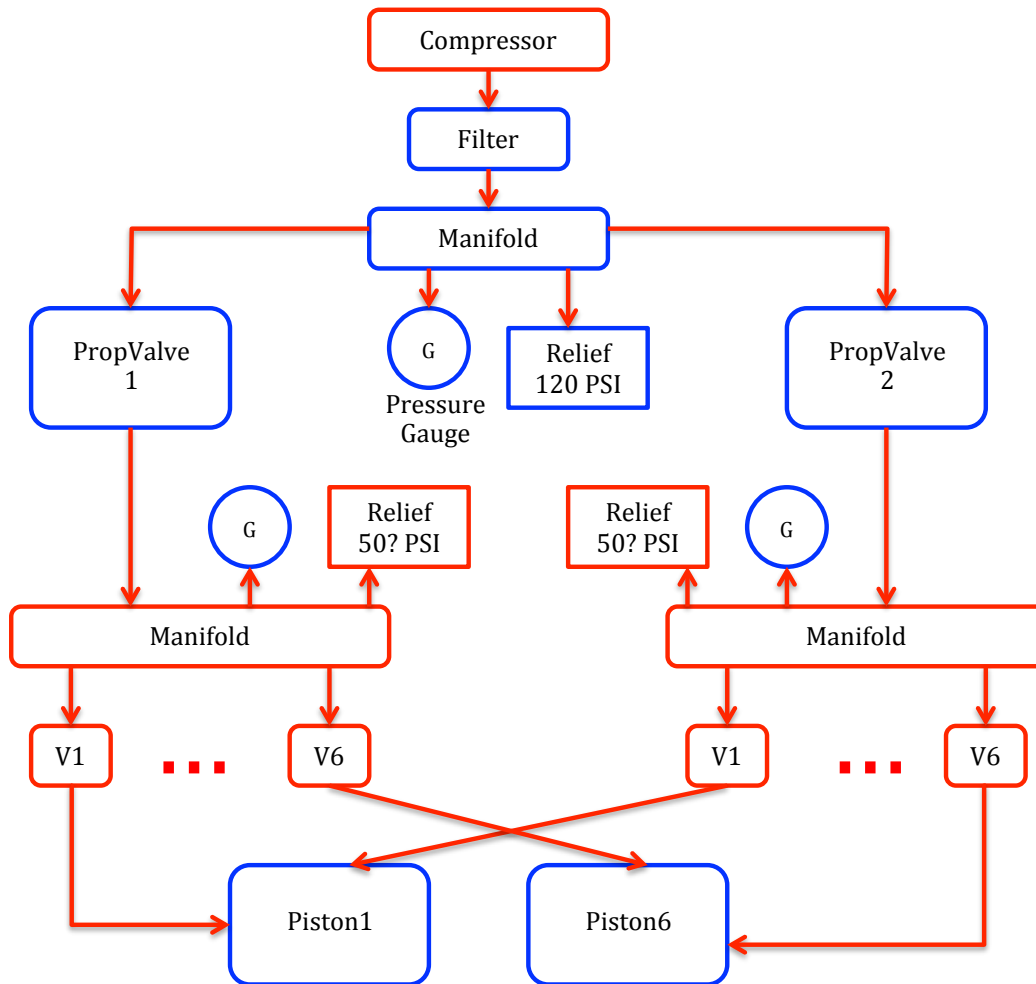 Compressor
Filter
Manifold
PropValve
1
G
Pressure
Gauge
Relief
120 PSI
PropValve
2
G
Relief
50? PSI
Relief
50? PSI
G
Manifold
Manifold
V1
...
V6
V1
...
V6
Piston1
Piston6